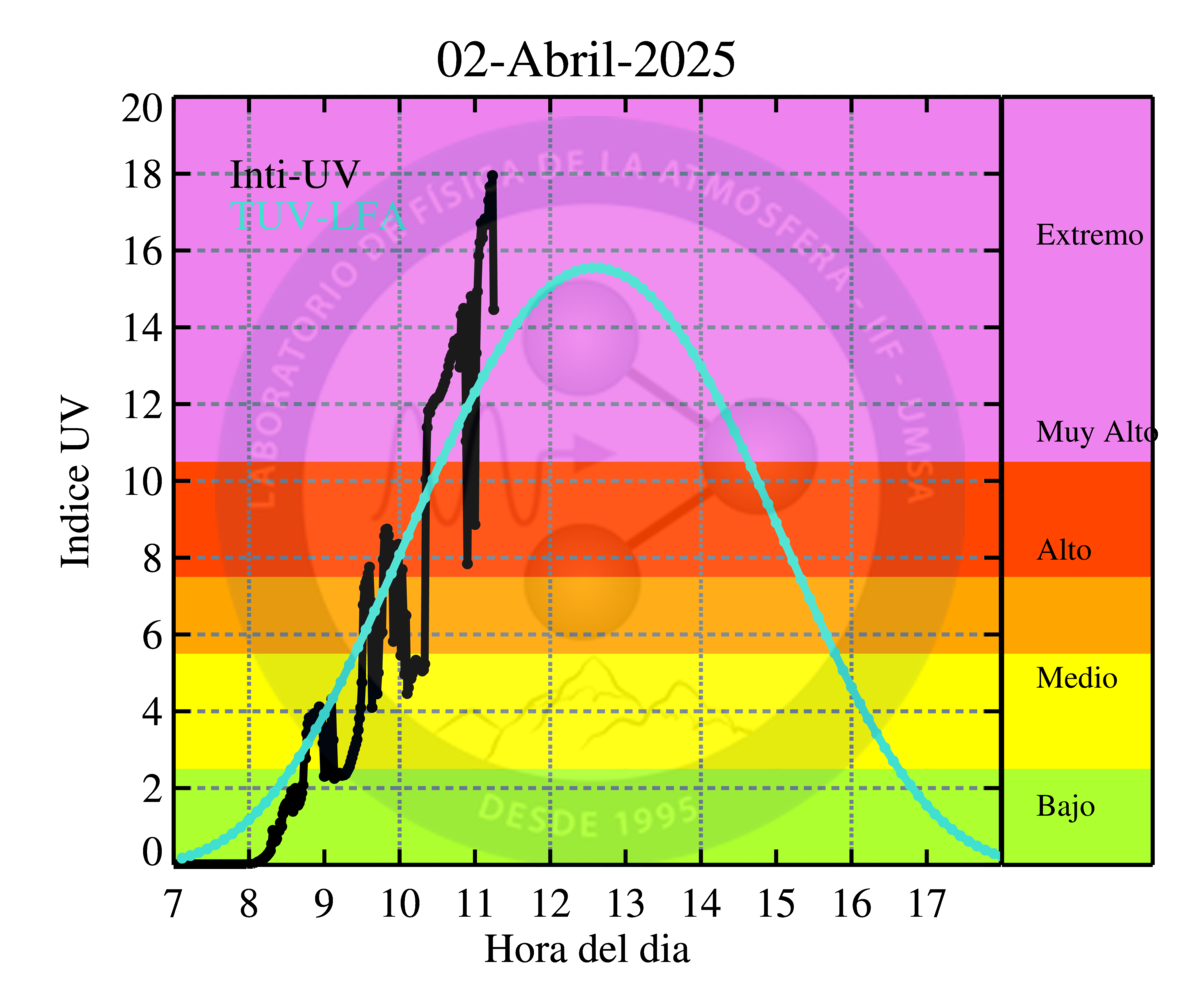 02-Abril-2025
Inti-UV
TUV-LFA
LABORATORIO DE FÍSICA DE LA ATMÓSFERA - IIF - UMSA
DESDE 1995
Indice UV
20
18
16
14
12
10
8
6
4
2
0
Extremo
Muy Alto
Alto
Medio
Bajo
7 8 9 10 11 12 13 14 15 16 17
Hora del dia